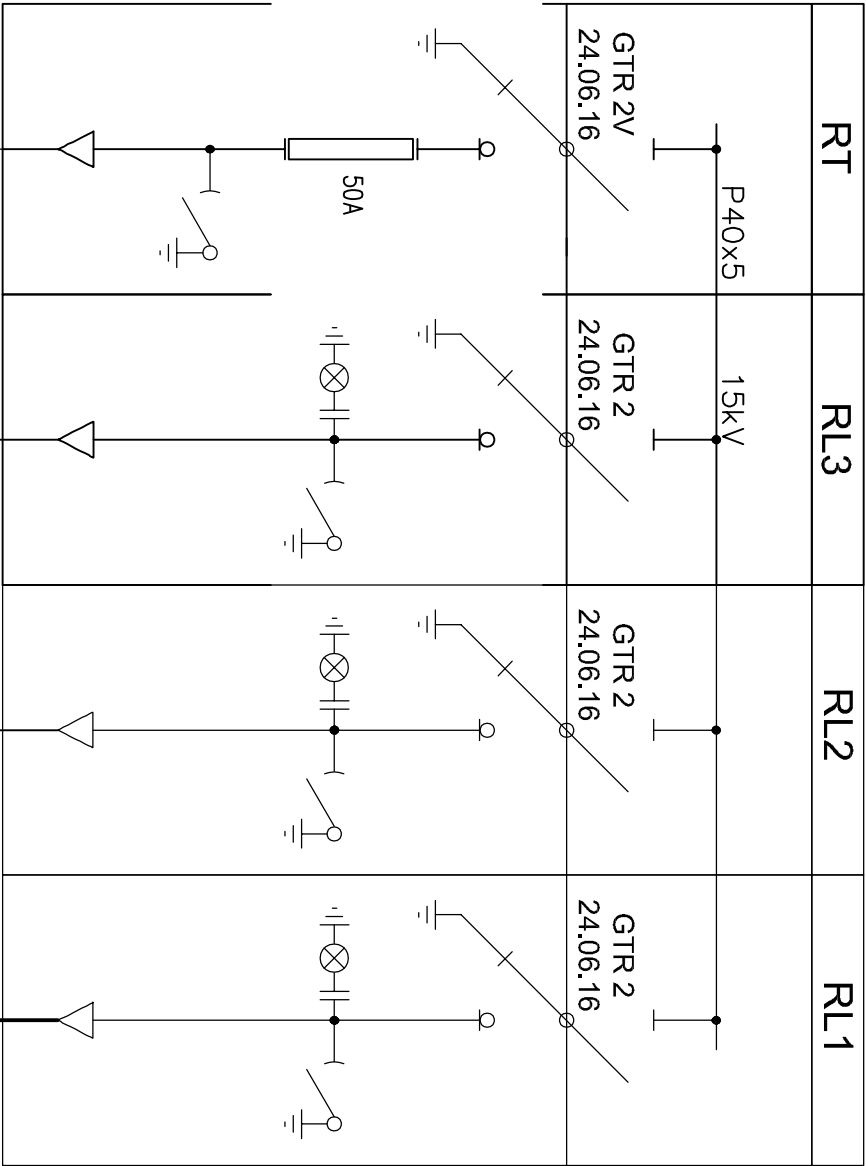 RT
RL3
RL2
RL1
P40x5
15kV
GTR 2V
24.06.16
GTR 2
24.06.16
GTR 2
24.06.16
GTR 2
24.06.16
50A